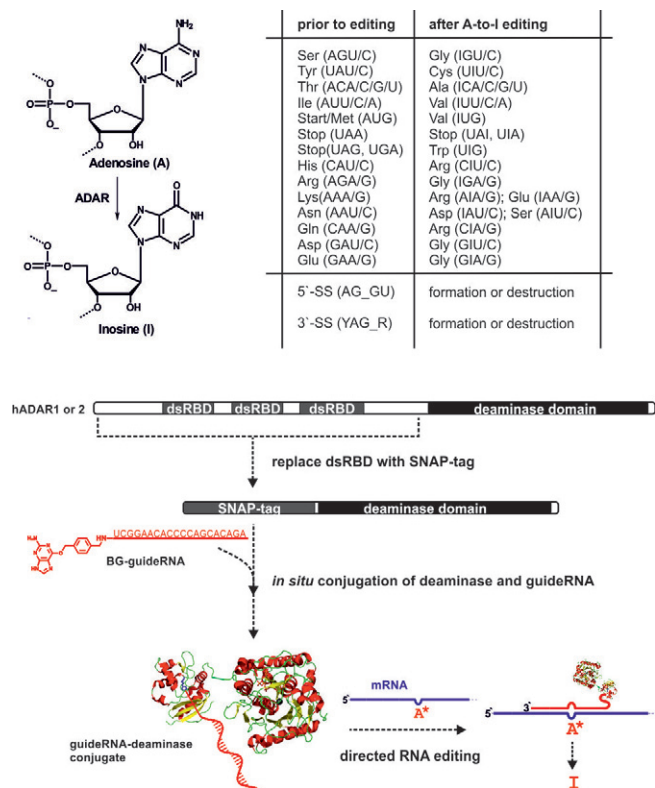 NH₂
N
N
N
N
O
O
P
O
O⁻
O
O
OH
Adenosine (A)
ADAR
O
N
NH
N
N
O
O
P
O
O⁻
O
O
OH
Inosine (I)
prior to editing after A-to-I editing
Ser (AGU/C) Gly (IGU/C)
Tyr (UAU/C) Cys (UIU/C)
Thr (ACA/C/G/U) Ala (ICA/C/G/U)
Ile (AUU/C/A) Val (IUU/C/A)
Start/Met (AUG) Val (IUG)
Stop (UAA) Stop (UAI, UIA)
Stop(UAG, UGA) Trp (UIG)
His (CAU/C) Arg (CIU/C)
Arg (AGA/G) Gly (IGA/G)
Lys(AAA/G) Arg (AIA/G); Glu (IAA/G)
Asn (AAU/C) Asp (IAU/C); Ser (AIU/C)
Gln (CAA/G) Arg (CIA/G)
Asp (GAU/C) Gly (GIU/C)
Glu (GAA/G) Gly (GIA/G)
5`-SS (AG_GU) formation or destruction
3`-SS (YAG_R) formation or destruction
hADAR1 or 2 dsRBD dsRBD dsRBD deaminase domain
replace dsRBD with SNAP-tag
SNAP-tag deaminase domain
UCGGAACACCCCAGCACAGA
BG-guideRNA
in situ conjugation of deaminase and guideRNA
mRNA
5` A*
guideRNA-deaminase
conjugate
directed RNA editing
3`
5` A*
I